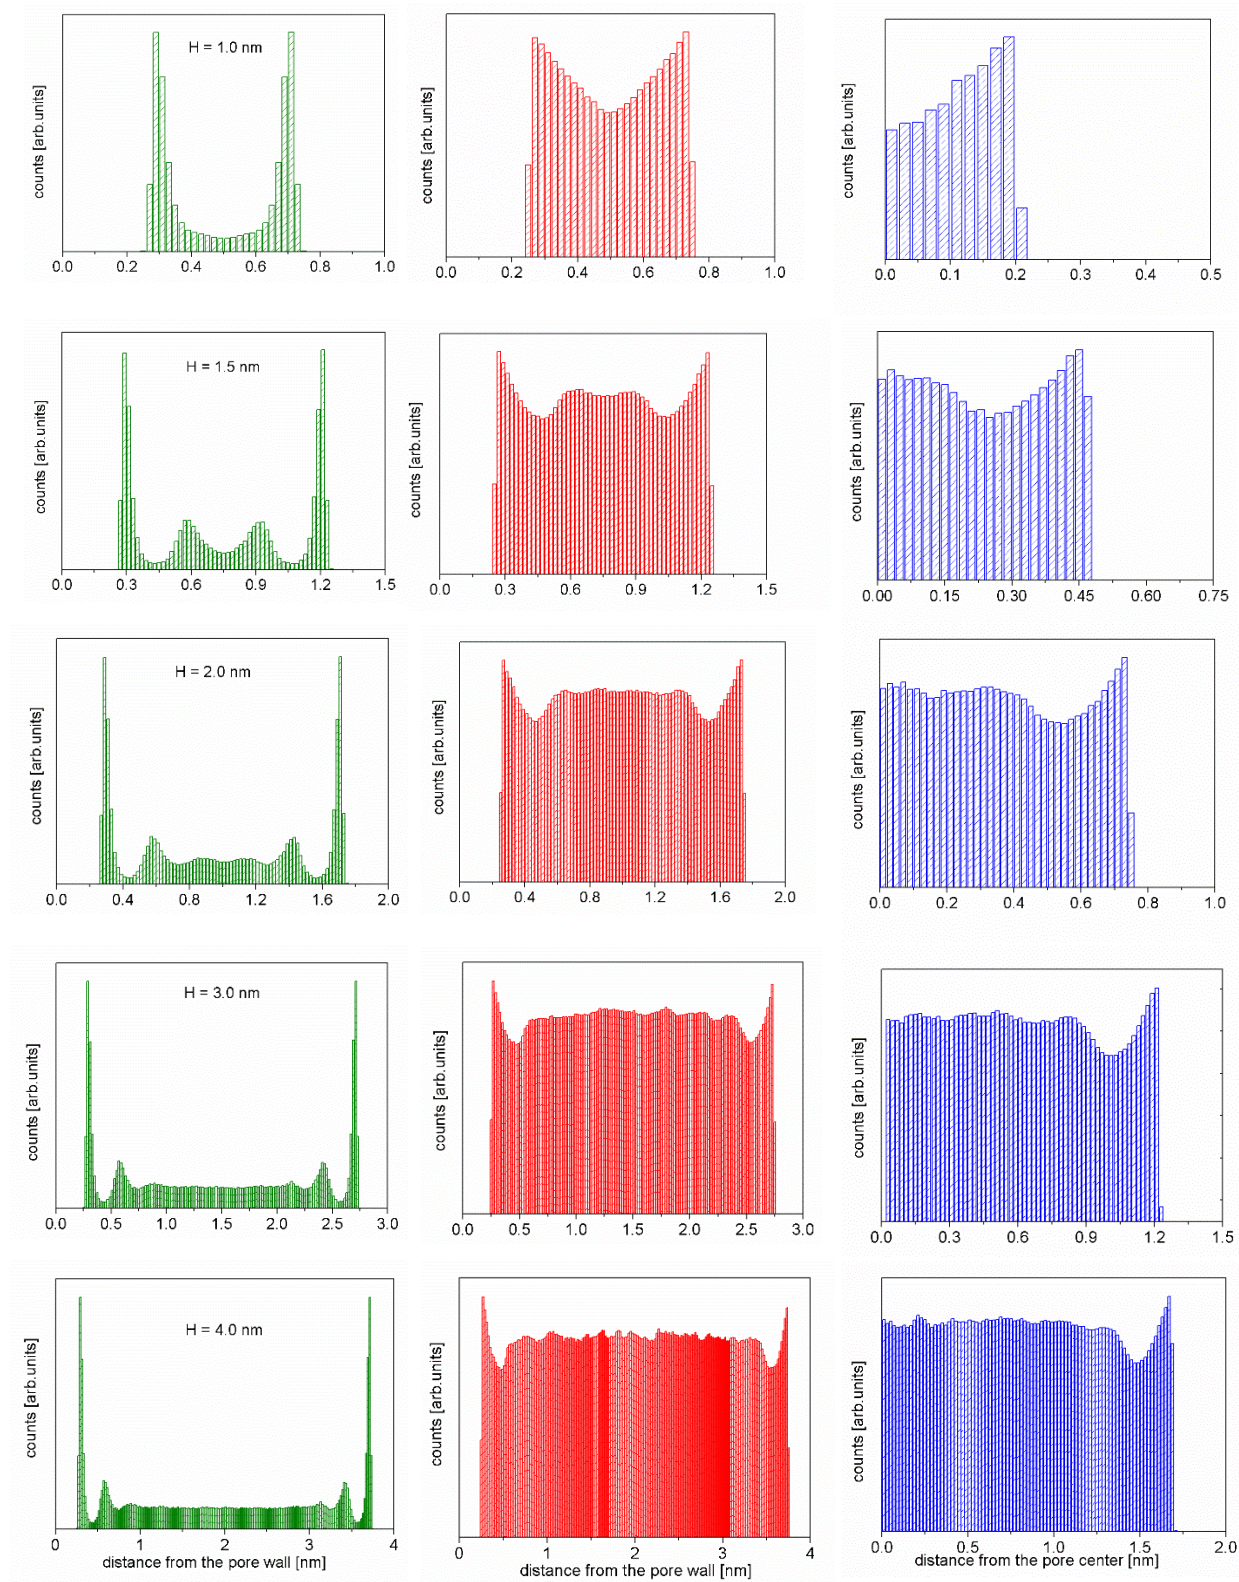 H = 1.0 nm
counts [arb.units]
counts [arb.units]
counts [arb.units]
0.0 0.2 0.4 0.6 0.8 1.0
0.0 0.2 0.4 0.6 0.8 1.0
0.0 0.1 0.2 0.3 0.4 0.5
H = 1.5 nm
counts [arb.units]
counts [arb.units]
counts [arb.units]
0.0 0.3 0.6 0.9 1.2 1.5
0.0 0.3 0.6 0.9 1.2 1.5
0.00 0.15 0.30 0.45 0.60 0.75
H = 2.0 nm
counts [arb.units]
counts [arb.units]
counts [arb.units]
0.0 0.4 0.8 1.2 1.6 2.0
0.0 0.4 0.8 1.2 1.6 2.0
0.0 0.2 0.4 0.6 0.8 1.0
H = 3.0 nm
counts [arb.units]
counts [arb.units]
counts [arb.units]
0.0 0.5 1.0 1.5 2.0 2.5 3.0
0.0 0.5 1.0 1.5 2.0 2.5 3.0
0.0 0.3 0.6 0.9 1.2 1.5
H = 4.0 nm
counts [arb.units]
counts [arb.units]
counts [arb.units]
0 1 2 3 4
0 1 2 3 4
0.0 0.5 1.0 1.5 2.0
distance from the pore wall [nm]
distance from the pore wall [nm]
distance from the pore center [nm]